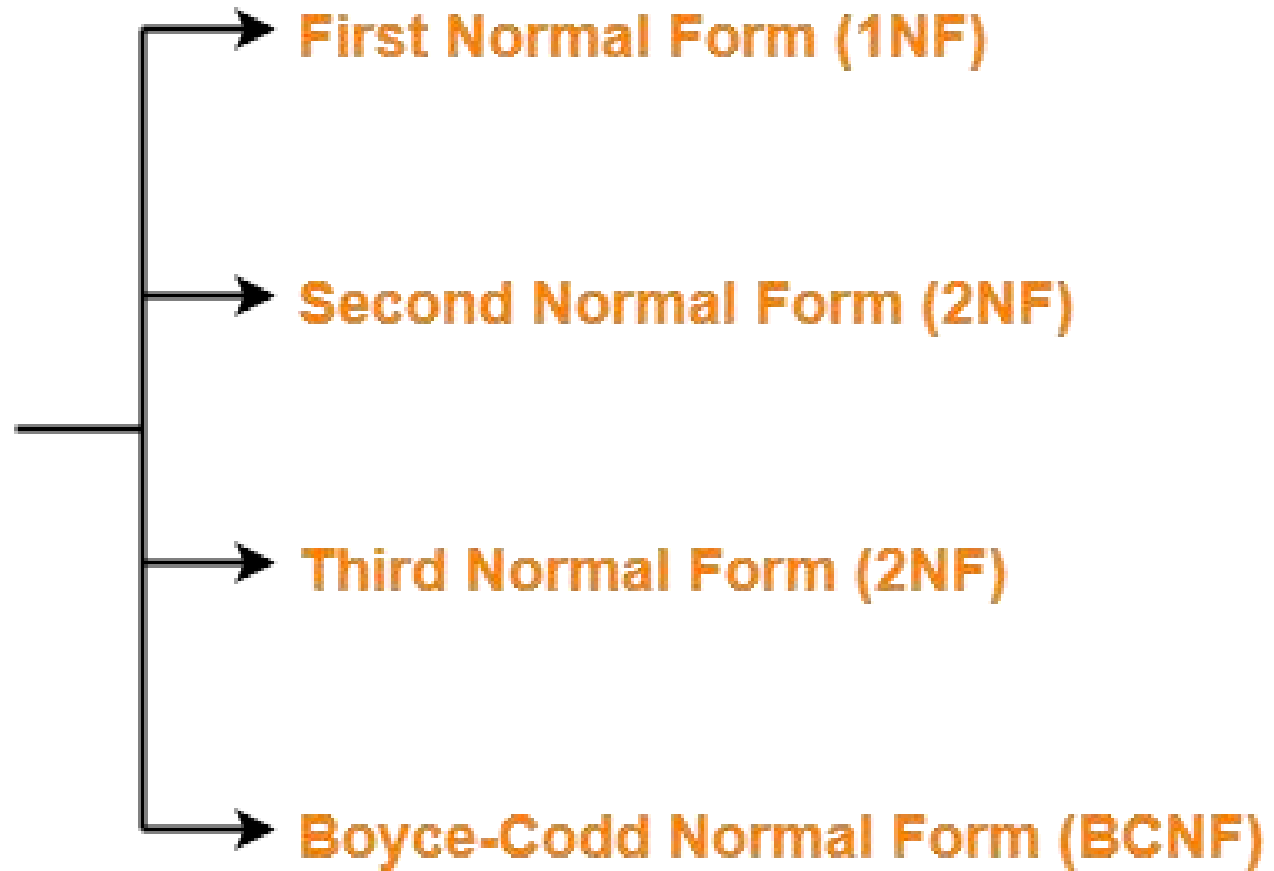 First Normal Form (1NF)
Second Normal Form (2NF)
Third Normal Form (2NF)
Boyce-Codd Normal Form (BCNF)